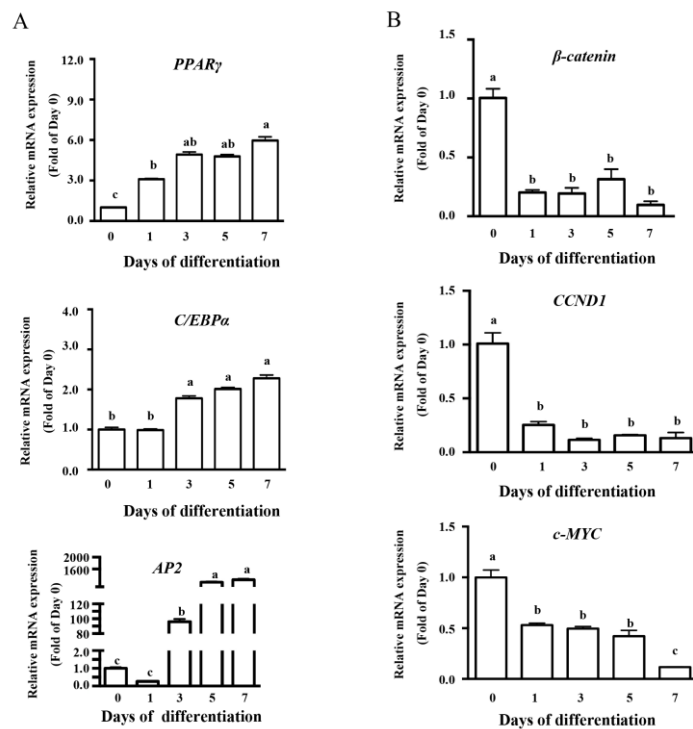 A
PPARγ
Relative mRNA expression
(Fold of Day 0)
12.0
9.0
6.0
3.0
0.0
c
b
ab
ab
a
0 1 3 5 7
Days of differentiation
C/EBPα
Relative mRNA expression
(Fold of Day 0)
4.0
3.0
2.0
1.0
0.0
b
b
a
a
a
0 1 3 5 7
Days of differentiation
AP2
Relative mRNA expression
(Fold of Day 0)
2000
1600
120
100
80
2.0
1.0
0.0
c
c
b
a
a
0 1 3 5 7
Days of differentiation
B
β-catenin
Relative mRNA expression
(Fold of Day 0)
1.5
1.0
0.5
0.0
a
b
b
b
b
0 1 3 5 7
Days of differentiation
CCND1
Relative mRNA expression
(Fold of Day 0)
1.5
1.0
0.5
0.0
a
b
b
b
b
0 1 3 5 7
Days of differentiation
c-MYC
Relative mRNA expression
(Fold of Day 0)
1.5
1.0
0.5
0.0
a
b
b
b
c
0 1 3 5 7
Days of differentiation